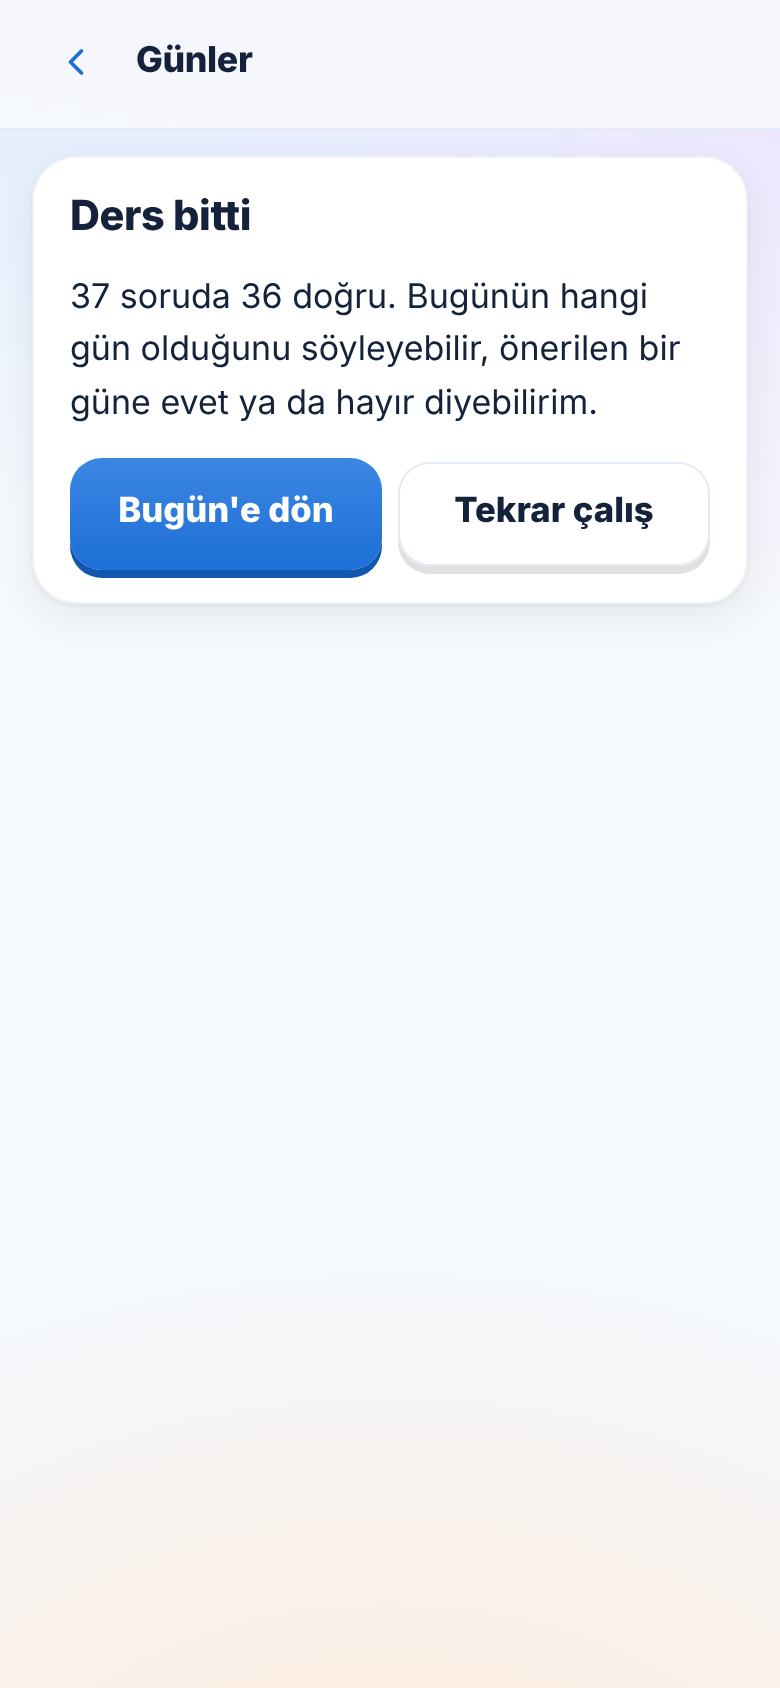 Günler
Ders bitti
37 soruda 36 doğru. Bugünün hangi
gün olduğunu söyleyebilir, önerilen bir
güne evet ya da hayır diyebilirim.
Bugün'e dön
Tekrar çalış